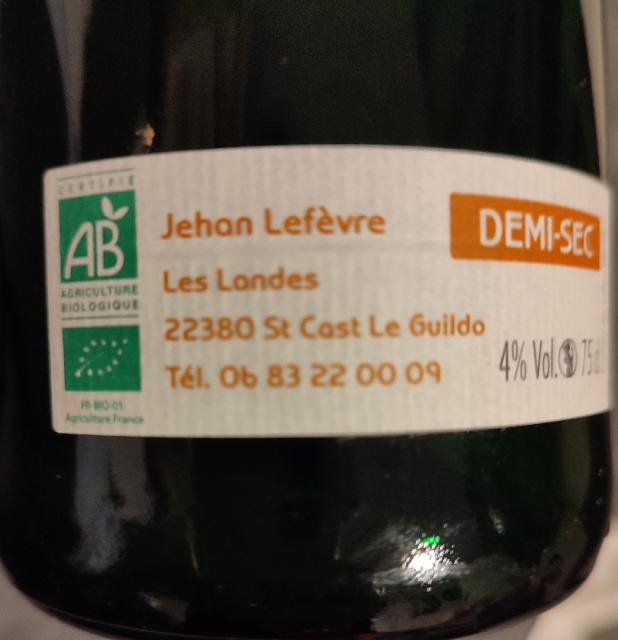 CERTIFIÉ
AB
AGRICULTURE
BIOLOGIQUE
FR-BIO-01
Agriculture France
Jehan Lefèvre
Les Landes
22380 St Cast Le Guildo
Tél. 06 83 22 00 09
DEMI-SEC
4% Vol. 75cl